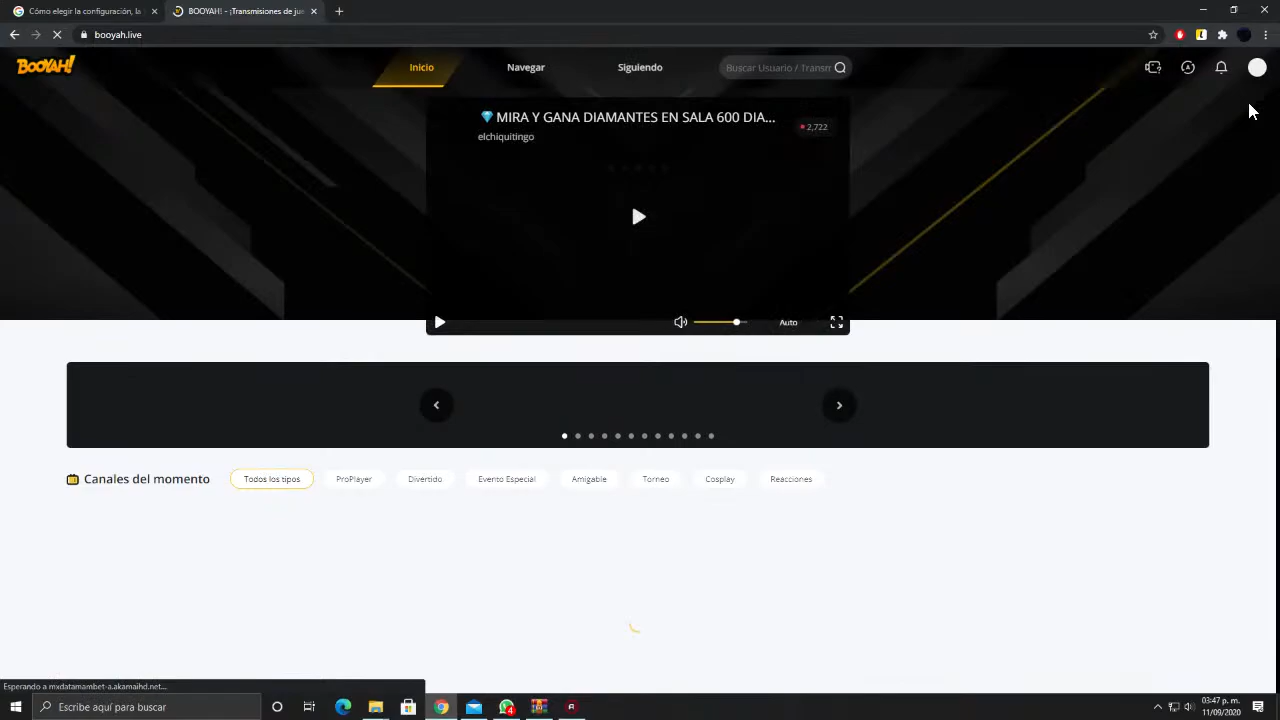 Cómo elegir la configuración, la
BOOYAH! - ¡Transmisiones de jue
booyah.live
BOOYAH!
Inicio
Navegar
Siguiendo
Buscar Usuario / Transm
💎MIRA Y GANA DIAMANTES EN SALA 600 DIA...
2,722
elchiquitingo
Auto
Canales del momento
Todos los tipos
ProPlayer
Divertido
Evento Especial
Amigable
Torneo
Cosplay
Reacciones
Esperando a mxdatamambet-a.akamaihd.net...
Escribe aquí para buscar
4
03:47 p. m.
11/09/2020